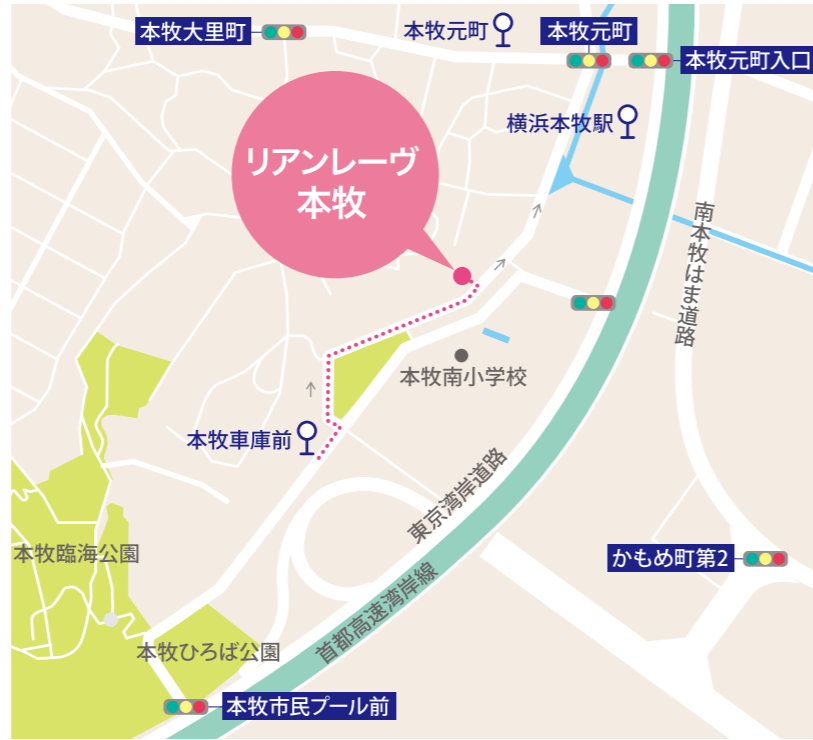 本牧大里町
本牧元町
本牧元町
本牧元町入口
横浜本牧駅
リアンレーヴ
本牧
南本牧はま道路
本牧南小学校
本牧車庫前
東京湾岸道路
首都高速湾岸線
本牧臨海公園
かもめ町第2
本牧ひろば公園
本牧市民プール前